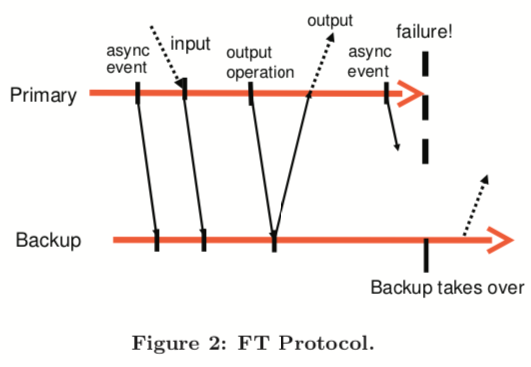 output
failure!
async
event
input
output
operation
async
event
Primary
Backup
Backup takes over
Figure 2: FT Protocol.